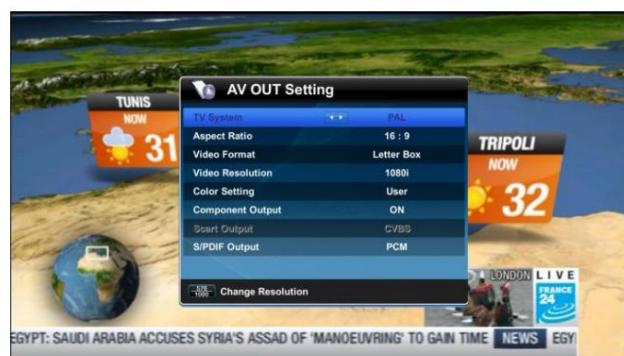 AV OUT Setting
TV System PAL
Aspect Ratio 16 : 9
Video Format Letter Box
Video Resolution 1080i
Color Setting User
Component Output ON
Scart Output CVBS
S/PDIF Output PCM
576 1080 Change Resolution
TUNIS
NOW
31
TRIPOLI
NOW
32
LONDON LIVE
FRANCE
24
EGYPT: SAUDI ARABIA ACCUSES SYRIA'S ASSAD OF 'MANOEUVRING' TO GAIN TIME NEWS EGY